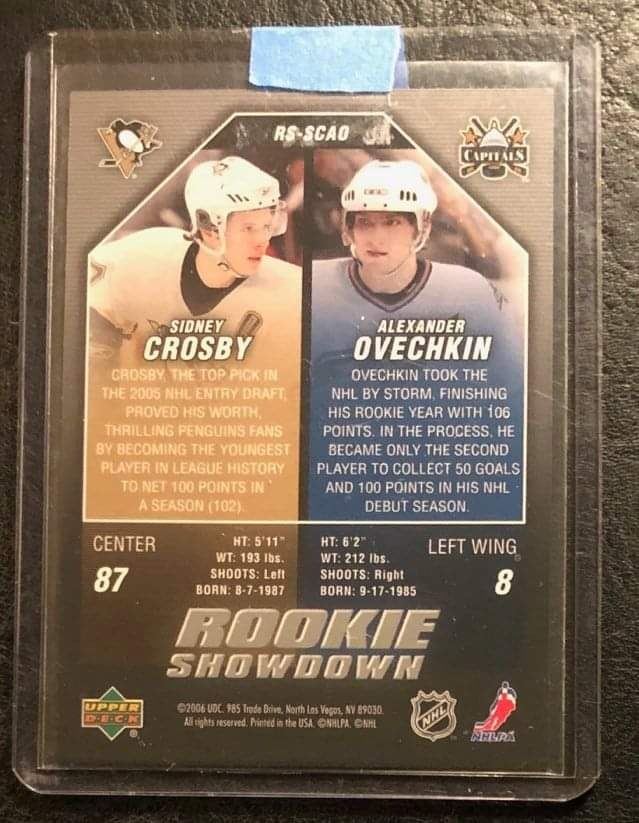 RS-SCAO
CAPITALS
SIDNEY
CROSBY
CROSBY, THE TOP PICK IN
THE 2005 NHL ENTRY DRAFT,
PROVED HIS WORTH,
THRILLING PENGUINS FANS
BY BECOMING THE YOUNGEST
PLAYER IN LEAGUE HISTORY
TO NET 100 POINTS IN
A SEASON (102).
ALEXANDER
OVECHKIN
OVECHKIN TOOK THE
NHL BY STORM, FINISHING
HIS ROOKIE YEAR WITH 106
POINTS. IN THE PROCESS, HE
BECAME ONLY THE SECOND
PLAYER TO COLLECT 50 GOALS
AND 100 POINTS IN HIS NHL
DEBUT SEASON.
CENTER
87
HT: 5'11"
WT: 193 lbs.
SHOOTS: Left
BORN: 8-7-1987
HT: 6'2"
WT: 212 lbs.
SHOOTS: Right
BORN: 9-17-1985
LEFT WING
8
ROOKIE
SHOWDOWN
UPPER
D·E·C·K
©2006 UDC. 985 Trade Drive, North Las Vegas, NV 89030.
All rights reserved. Printed in the USA. ©NHLPA. ©NHL
NHL
NHLPA